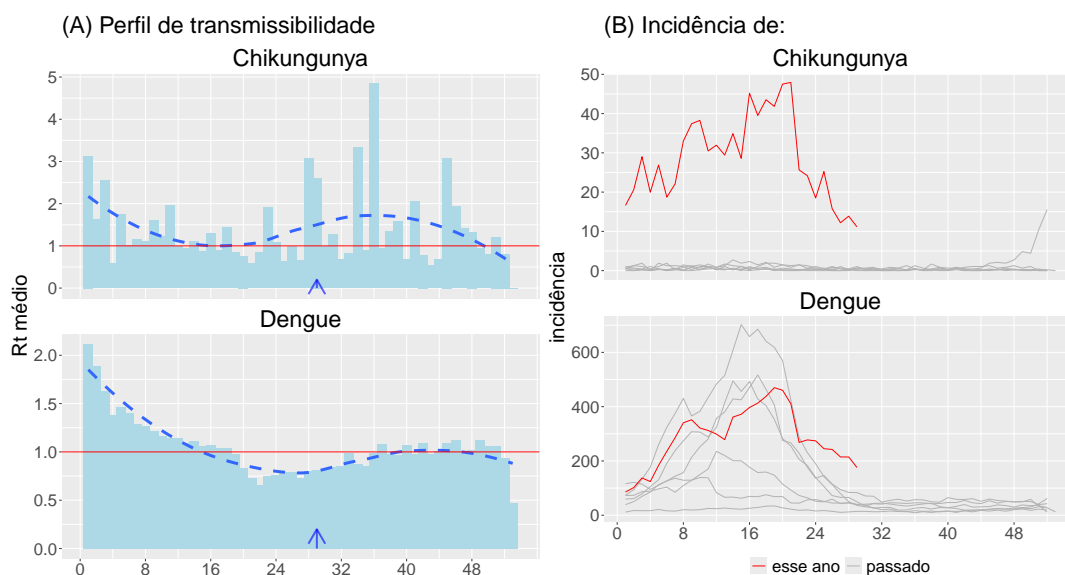 (A) Perfil de transmissibilidade
Chikungunya
5
4
3
2
1
0
Dengue
2.0
1.5
1.0
0.5
0.0
0 8 16 24 32 40 48
Rt médio
(B) Incidência de:
Chikungunya
50
40
30
20
10
0
Dengue
600
400
200
0
0 8 16 24 32 40 48
incidência
esse ano passado